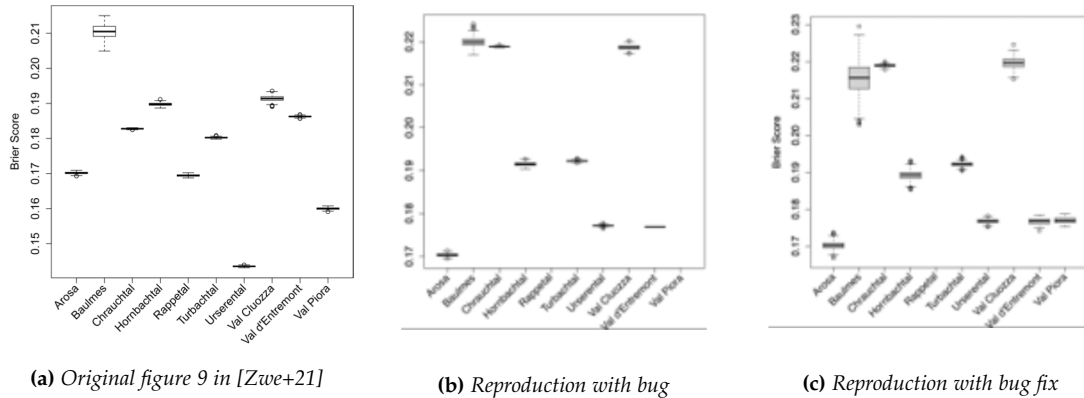 0.21
0.20
0.19
0.18
0.17
0.16
0.15
Brier Score
Arosa
Baulmes
Chrauchtal
Hornbachtal
Rappetal
Turbachtal
Urserental
Val Cluozza
Val d'Entremont
Val Piora
(a) Original figure 9 in [Zwe+21]
0.22
0.21
0.20
0.19
0.18
0.17
Arosa
Baulmes
Chrauchtal
Hornbachtal
Rappetal
Turbachtal
Urserental
Val Cluozza
Val d'Entremont
Val Piora
(b) Reproduction with bug
0.23
0.22
0.21
0.20
0.19
0.18
0.17
Brier Score
Arosa
Baulmes
Chrauchtal
Hornbachtal
Rappetal
Turbachtal
Urserental
Val Cluozza
Val d'Entremont
Val Piora
(c) Reproduction with bug fix